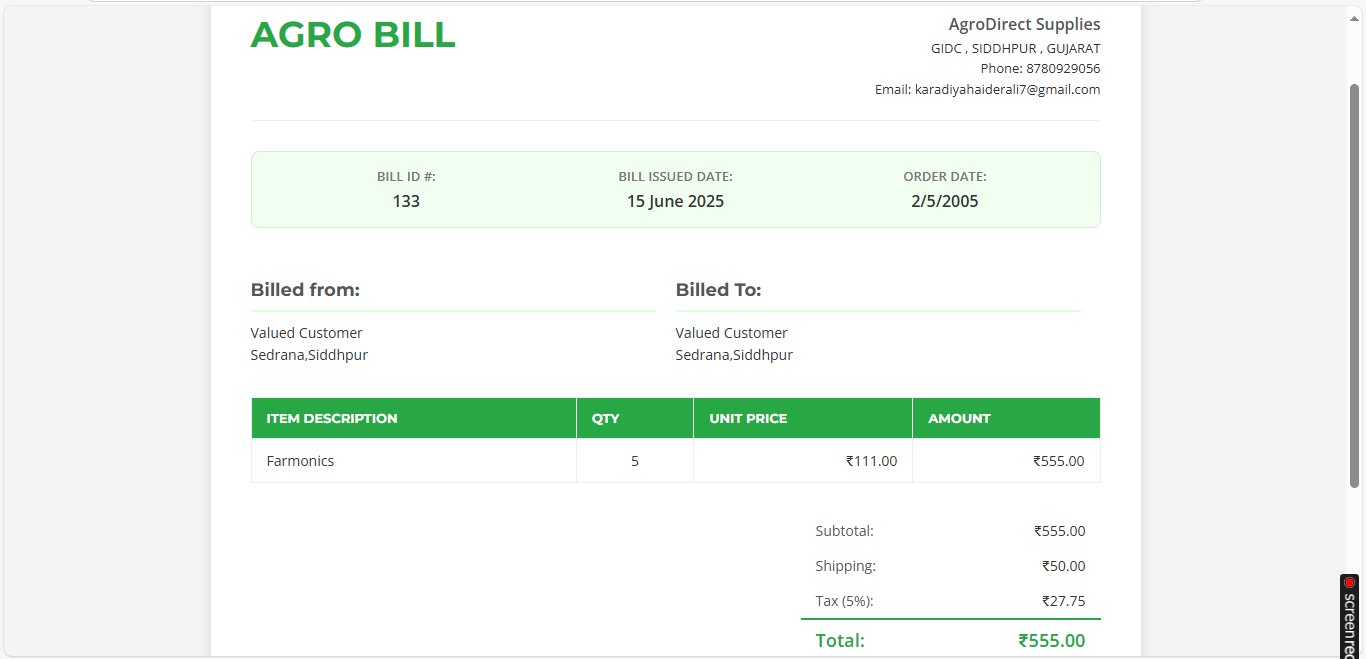 AGRO BILL
AgroDirect Supplies
GIDC , SIDDHPUR , GUJARAT
Phone: 8780929056
Email: karadiyahaiderali7@gmail.com
BILL ID #: BILL ISSUED DATE: ORDER DATE:
133 15 June 2025 2/5/2005
Billed from: Billed To:
Valued Customer Valued Customer
Sedrana,Siddhpur Sedrana,Siddhpur
ITEM DESCRIPTION QTY UNIT PRICE AMOUNT
Farmonics 5 ₹111.00 ₹555.00
Subtotal: ₹555.00
Shipping: ₹50.00
Tax (5%): ₹27.75
Total: ₹555.00
screen rec